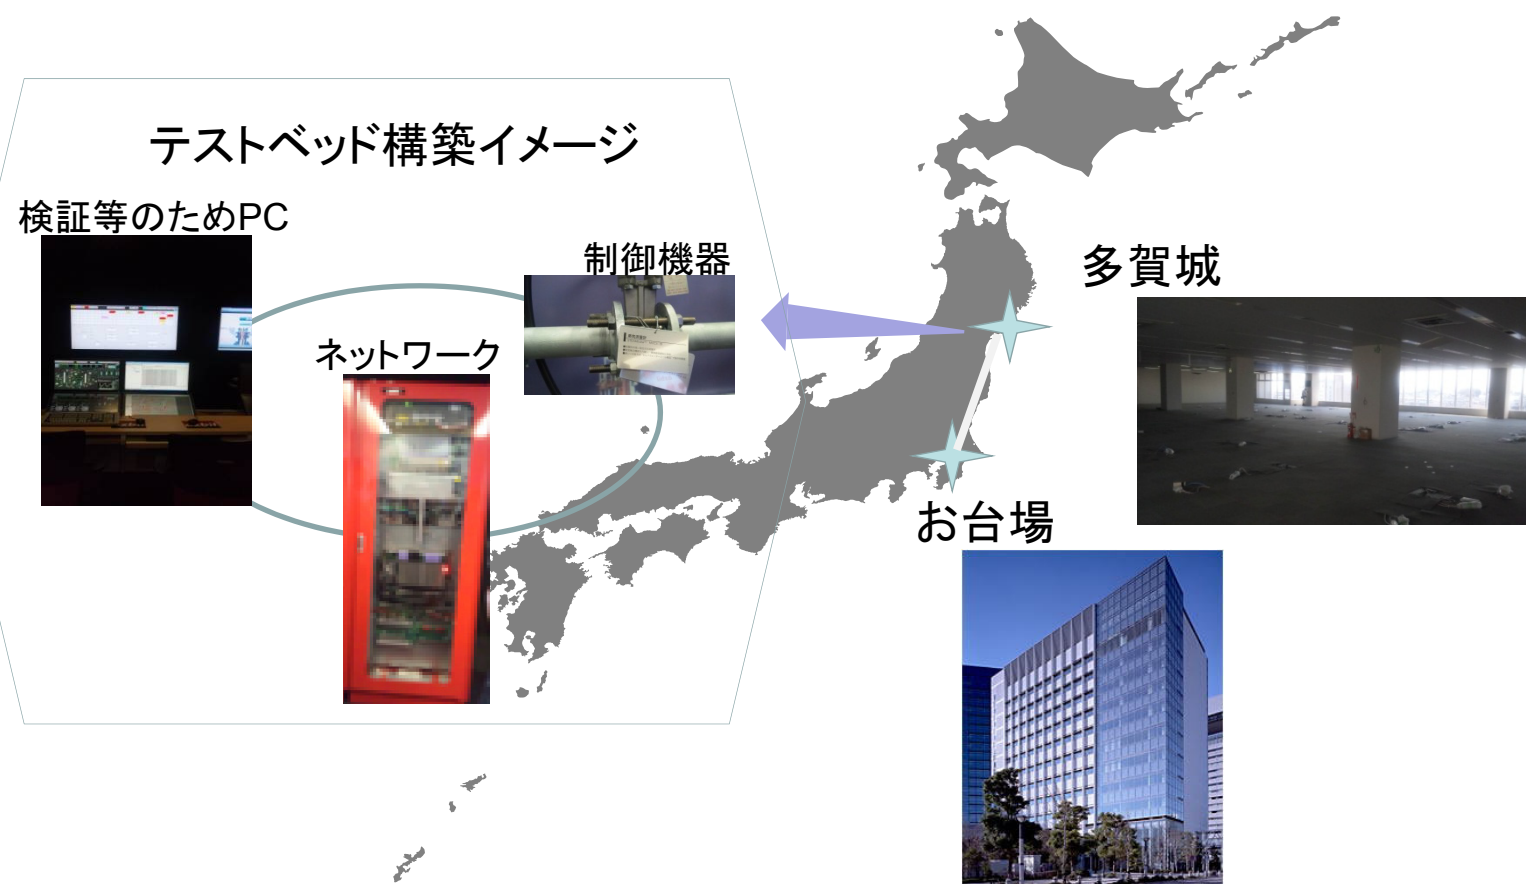 テストベッド構築イメージ
検証等のためPC
制御機器
ネットワーク
多賀城
お台場